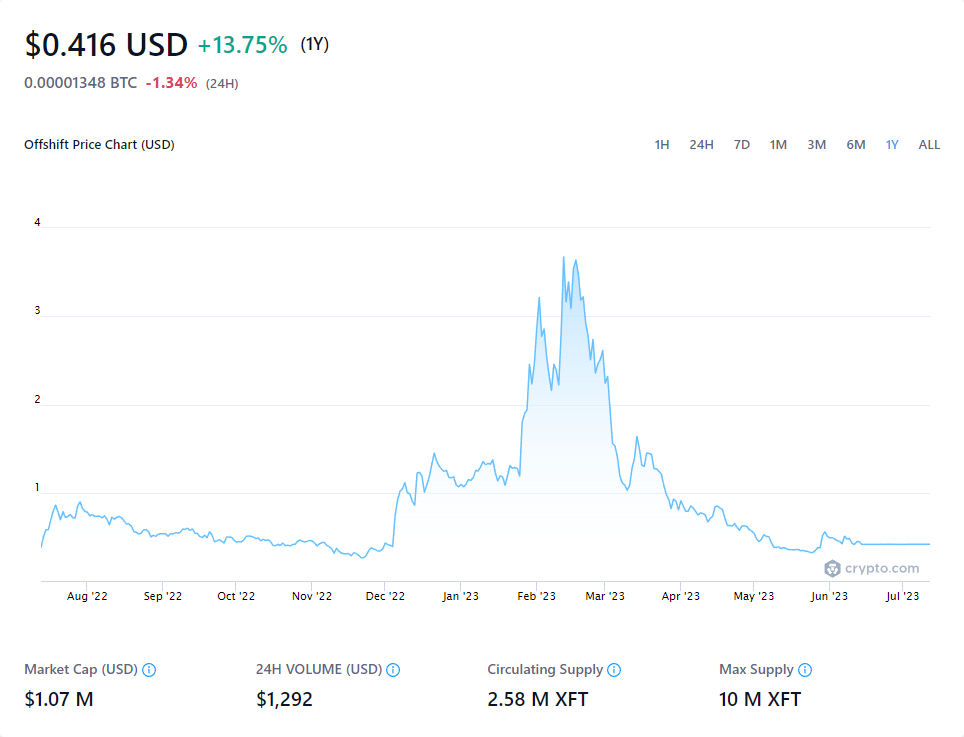 $0.416 USD +13.75% (1Y)
0.00001348 BTC -1.34% (24H)
Offshift Price Chart (USD) 1H 24H 7D 1M 3M 6M 1Y ALL
4
3
2
1
crypto.com
Aug '22 Sep '22 Oct '22 Nov '22 Dec '22 Jan '23 Feb '23 Mar '23 Apr '23 May '23 Jun '23 Jul '23
Market Cap (USD) 24H VOLUME (USD) Circulating Supply Max Supply
$1.07 M $1,292 2.58 M XFT 10 M XFT